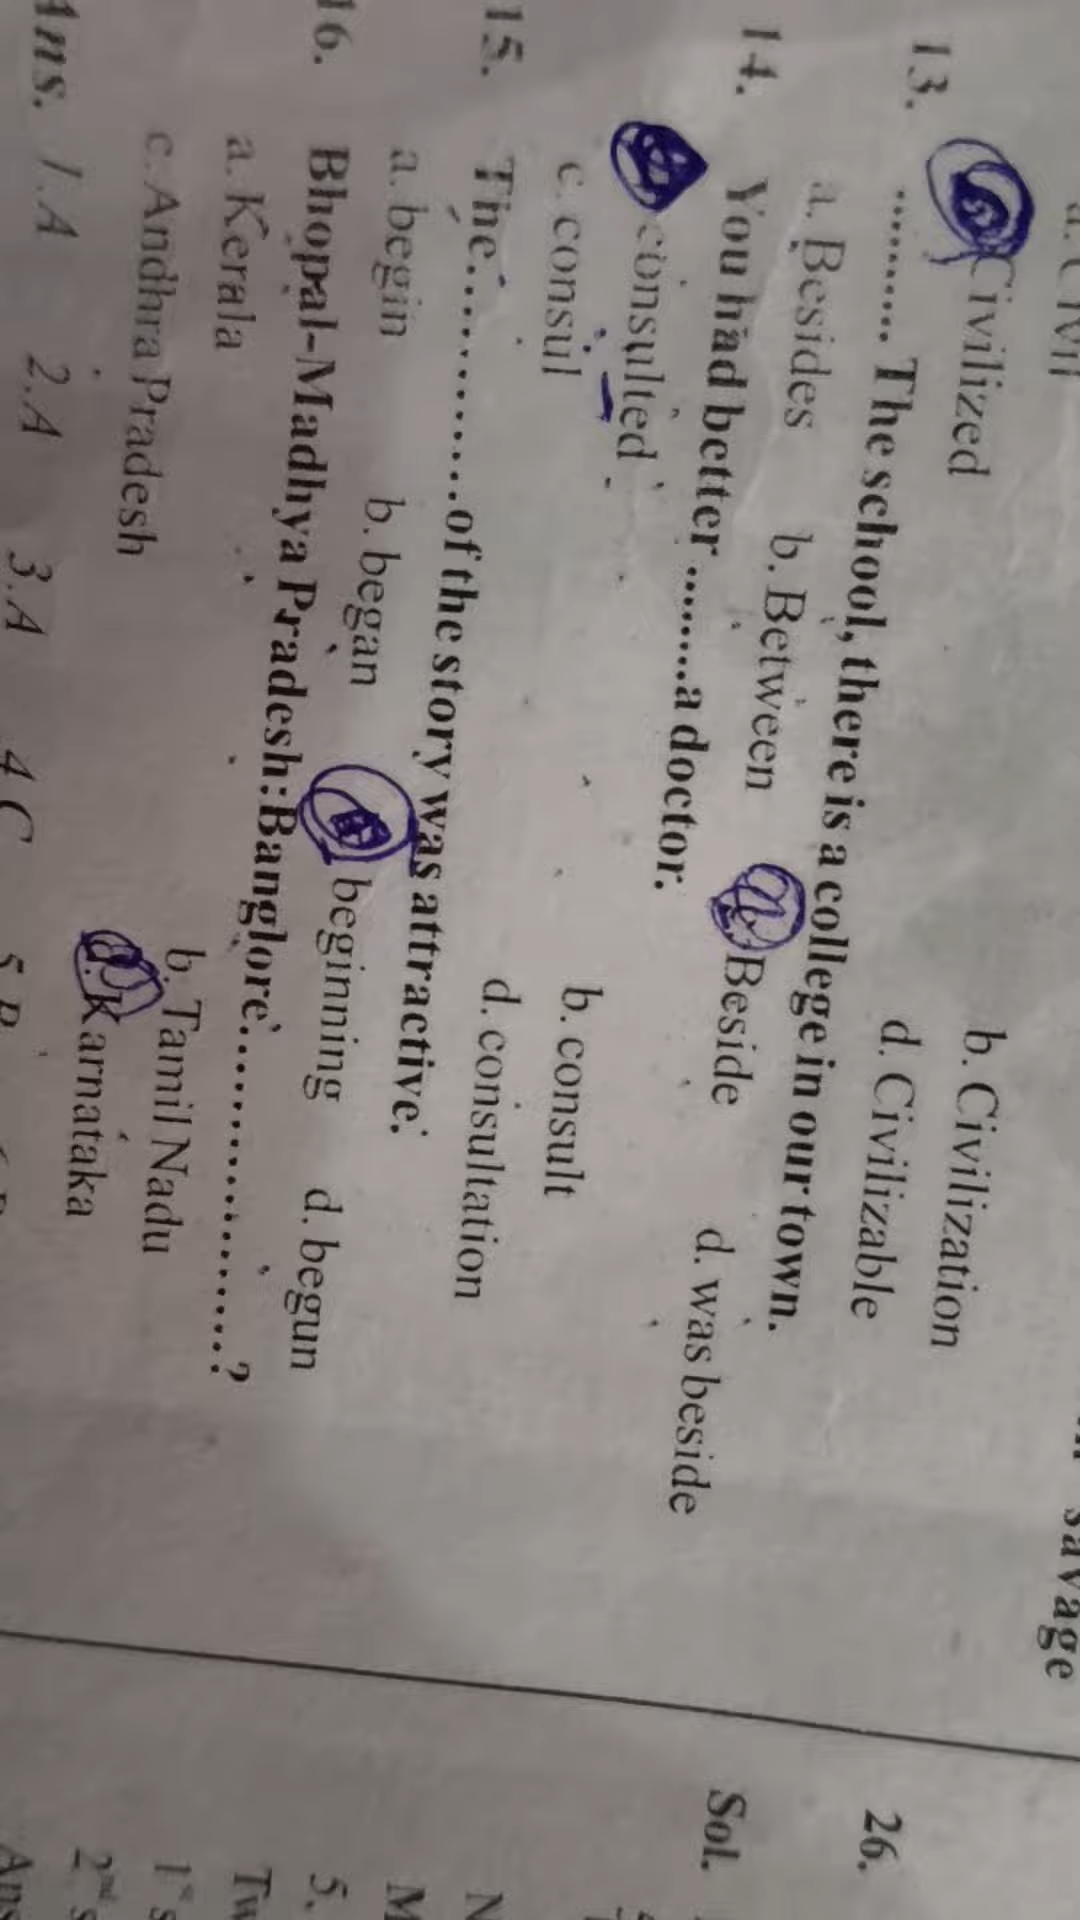 savage
Civilized b. Civilization
d. Civilizable
13. ......... The school, there is a college in our town.
a. Besides b. Between Beside d. was beside
14. You had better .........a doctor.
consulted b. consult
c. consul d. consultation
15. The..............of the story was attractive.
a. begin b. began beginning d. begun
16. Bhopal-Madhya Pradesh:Banglore.....................?
a. Kerala b. Tamil Nadu
c. Andhra Pradesh d. Karnataka
Ans. 1.A 2.A 3.A 4 C
26.
Sol.
5.